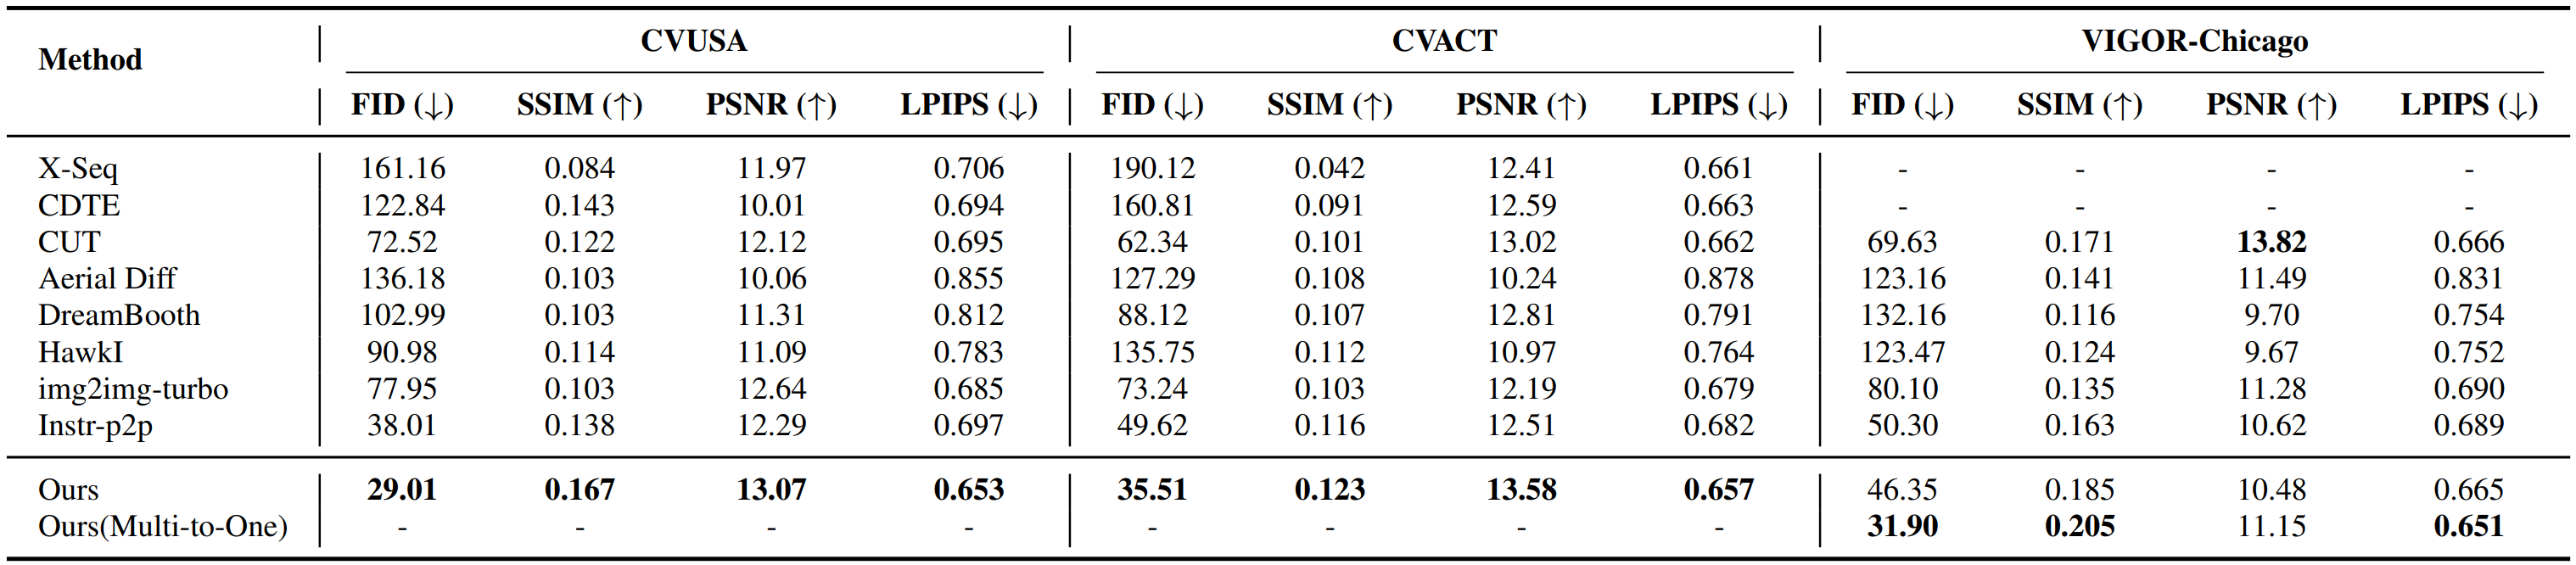 Method CVUSA CVACT VIGOR-Chicago
FID (↓) SSIM (↑) PSNR (↑) LPIPS (↓) FID (↓) SSIM (↑) PSNR (↑) LPIPS (↓) FID (↓) SSIM (↑) PSNR (↑) LPIPS (↓)
X-Seq 161.16 0.084 11.97 0.706 190.12 0.042 12.41 0.661 - - - -
CDTE 122.84 0.143 10.01 0.694 160.81 0.091 12.59 0.663 - - - -
CUT 72.52 0.122 12.12 0.695 62.34 0.101 13.02 0.662 69.63 0.171 13.82 0.666
Aerial Diff 136.18 0.103 10.06 0.855 127.29 0.108 10.24 0.878 123.16 0.141 11.49 0.831
DreamBooth 102.99 0.103 11.31 0.812 88.12 0.107 12.81 0.791 132.16 0.116 9.70 0.754
HawkI 90.98 0.114 11.09 0.783 135.75 0.112 10.97 0.764 123.47 0.124 9.67 0.752
img2img-turbo 77.95 0.103 12.64 0.685 73.24 0.103 12.19 0.679 80.10 0.135 11.28 0.690
Instr-p2p 38.01 0.138 12.29 0.697 49.62 0.116 12.51 0.682 50.30 0.163 10.62 0.689
Ours 29.01 0.167 13.07 0.653 35.51 0.123 13.58 0.657 46.35 0.185 10.48 0.665
Ours(Multi-to-One) - - - - - - - - 31.90 0.205 11.15 0.651